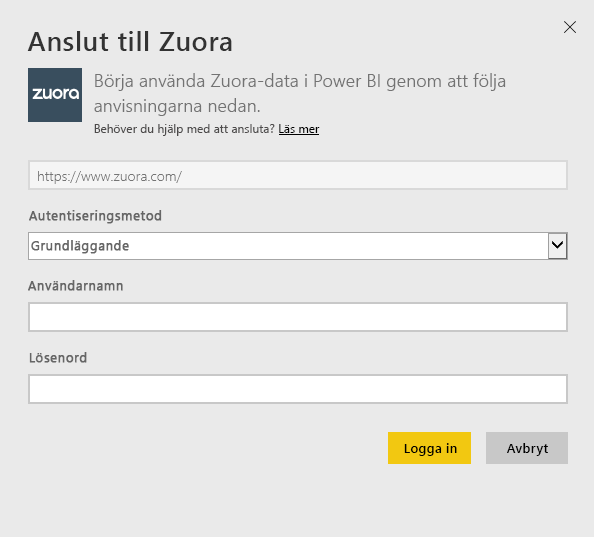 Anslut till Zuora
zuora
Börja använda Zuora-data i Power BI genom att följa
anvisningarna nedan.
Behöver du hjälp med att ansluta? Läs mer
https://www.zuora.com/
Autentiseringsmetod
Grundläggande
Användarnamn
Lösenord
Logga in
Avbryt